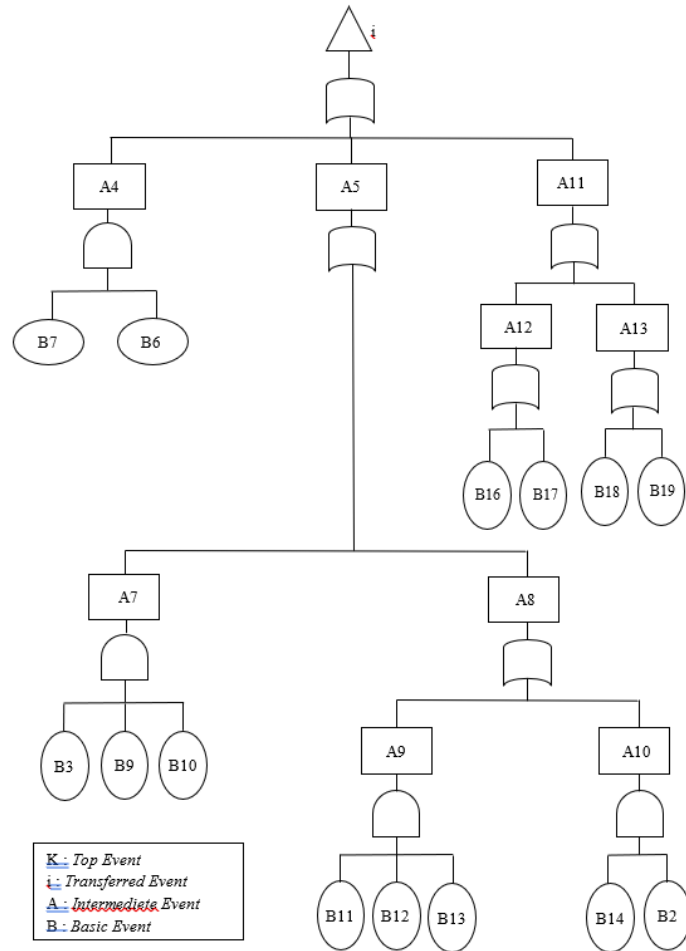 i
A4
A5
A11
B7
B6
A12
A13
B16
B17
B18
B19
A7
A8
B3
B9
B10
A9
A10
B11
B12
B13
B14
B2
K : Top Event
i : Transferred Event
A : Intermediete Event
B : Basic Event